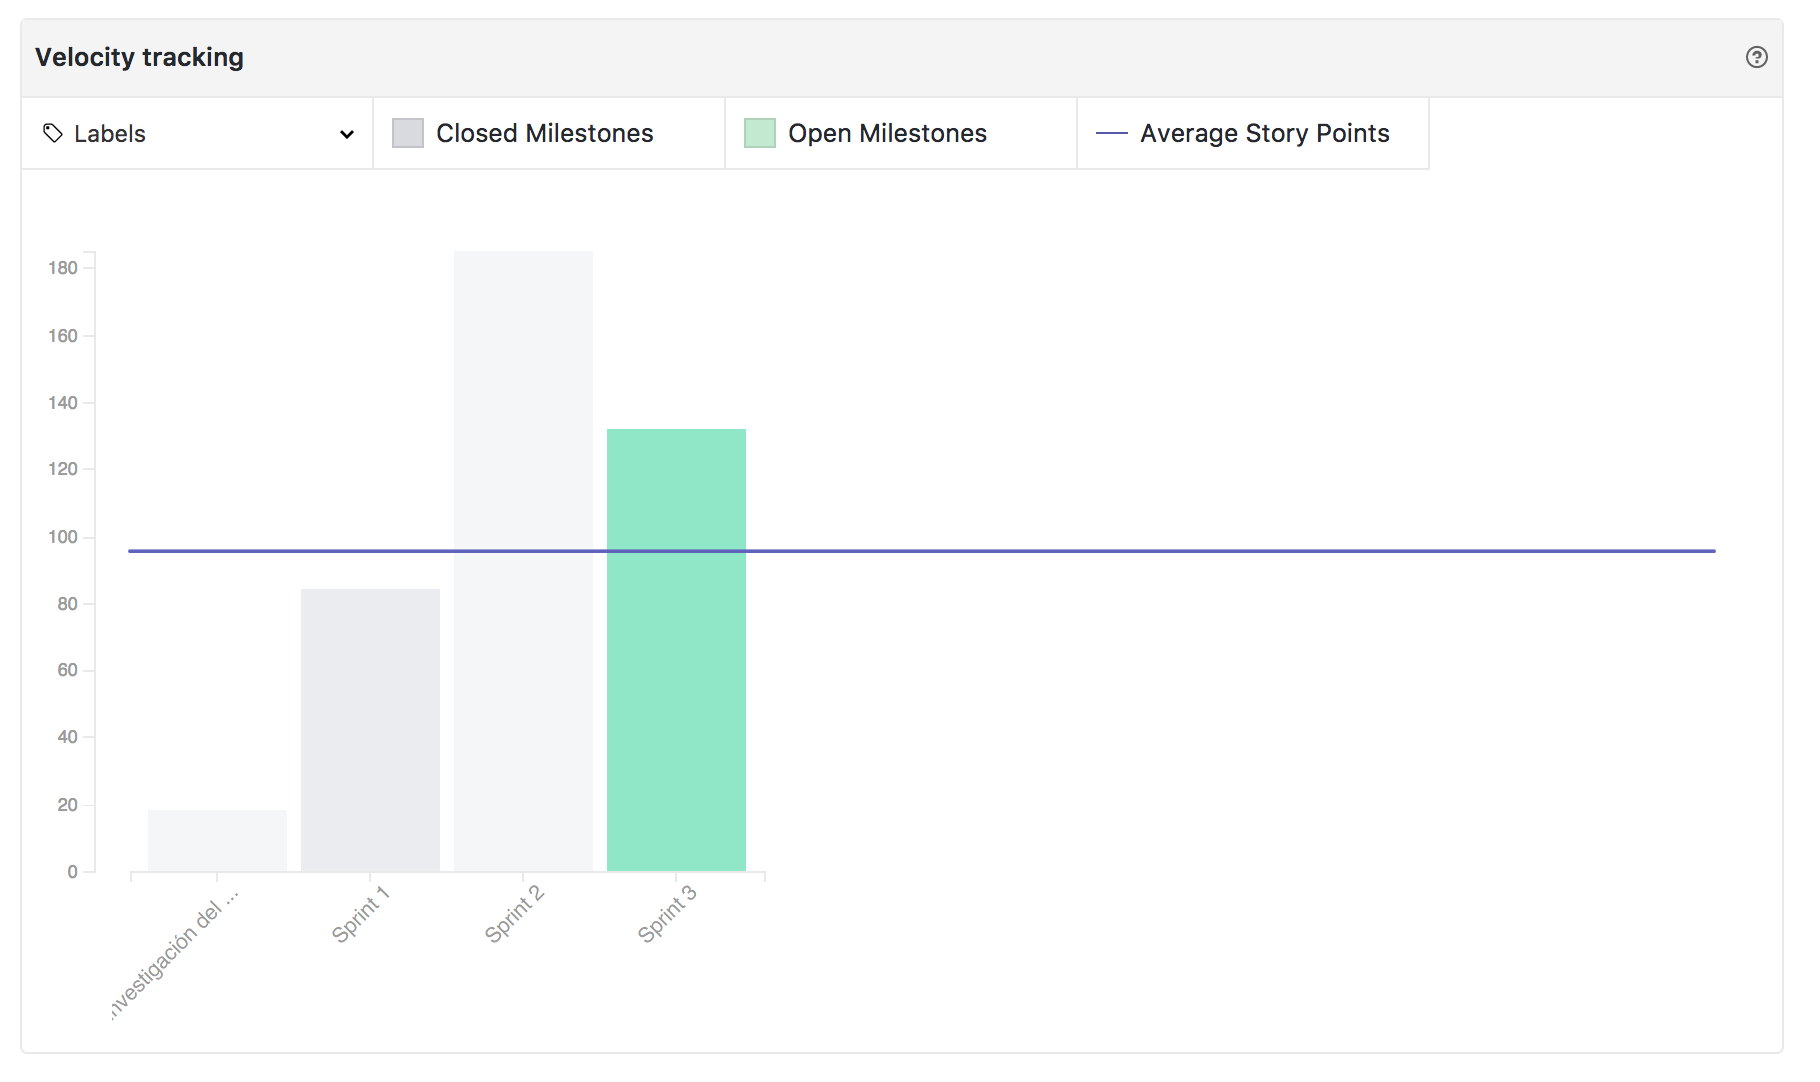 Velocity tracking
Labels
Closed Milestones
Open Milestones
Average Story Points
180
160
140
120
100
80
60
40
20
0
nvestigación del ...
Sprint 1
Sprint 2
Sprint 3